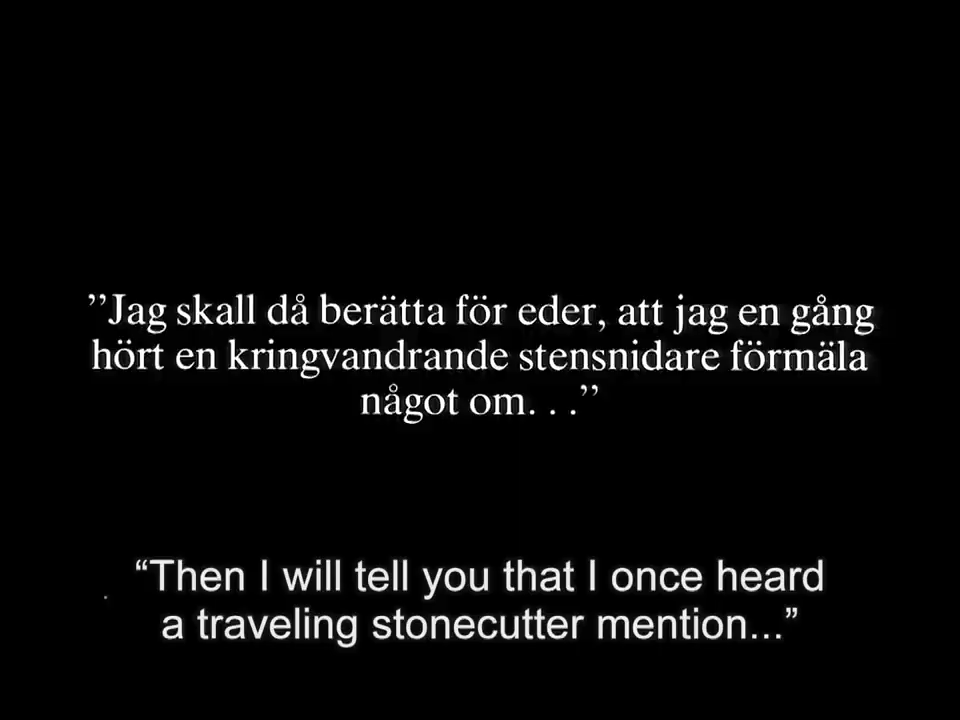 ”Jag skall då berätta för eder, att jag en gång
hört en kringvandrande stensnidare förmäla
något om. . .”
“Then I will tell you that I once heard
a traveling stonecutter mention...”